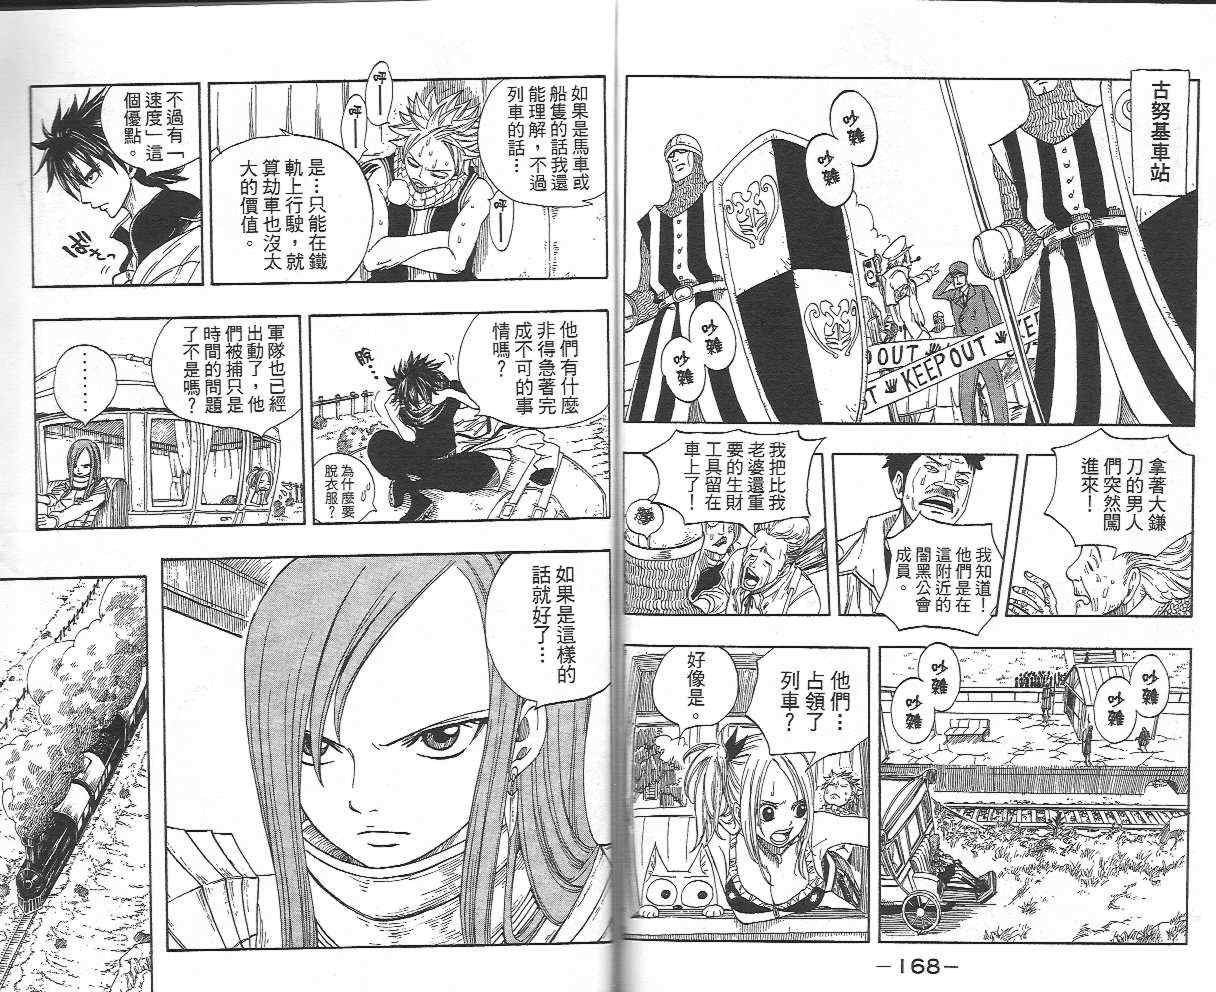 古努基車站
吵雜
吵雜
吵雜
吵雜
KEEP OUT
KEEP OUT
拿著大鎌
刀的男人
們突然闖
進來！
我知道！
他們是在
這附近的
闇黑公會
成員。
我把比我
老婆還重
要的生財
工具留在
車上了！
吵雜
吵雜
吵雜
吵雜
他們…
占領了
列車？
好像是。
－168－
如果是馬車或
船隻的話我還
能理解，不過
列車的話…
呼——
呼——
呼——
是…只能在鐵
軌上行駛，就
算劫車也沒太
大的價值。
不過有「
速度」這
個優點。
ばさっ
他們有什麼
非得急著完
成不可的事
情嗎？
脫…
為什麼要
脫衣服？
軍隊也已經
出動了，他
們被捕只是
時間的問題
了不是嗎？
………
如果是這樣的
話就好了…